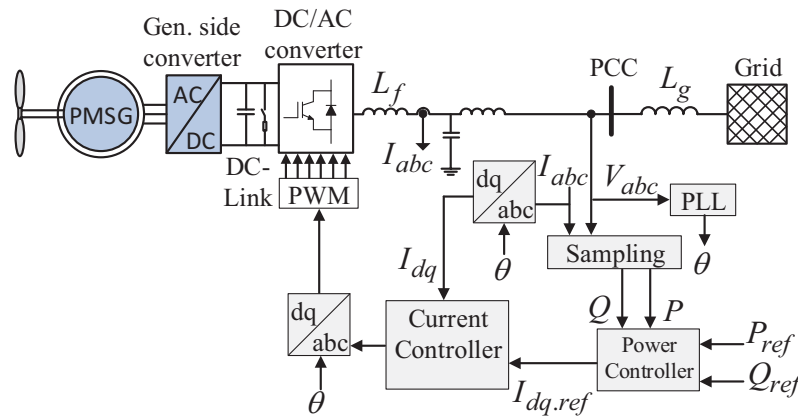 Gen. side
converter
DC/AC
converter
PMSG
AC
DC
DC-
Link
PWM
L_f
I_abc
PCC
L_g
Grid
dq
abc
I_abc
V_abc
PLL
θ
θ
Sampling
I_dq
Q
P
dq
abc
θ
Current
Controller
I_dq.ref
Power
Controller
P_ref
Q_ref